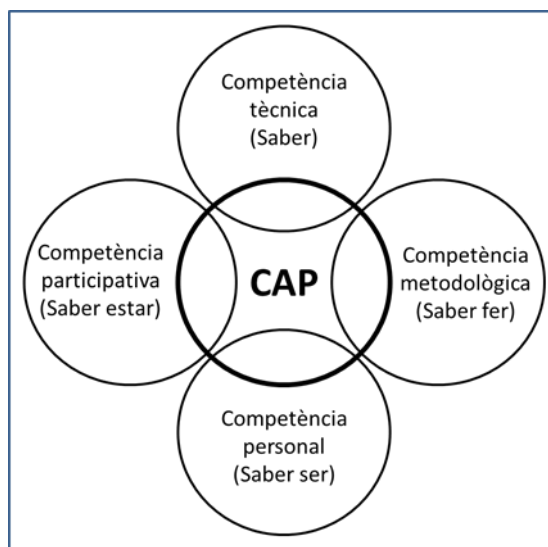 Competència
tècnica
(Saber)
Competència
participativa
(Saber estar)
CAP
Competència
metodològica
(Saber fer)
Competència
personal
(Saber ser)